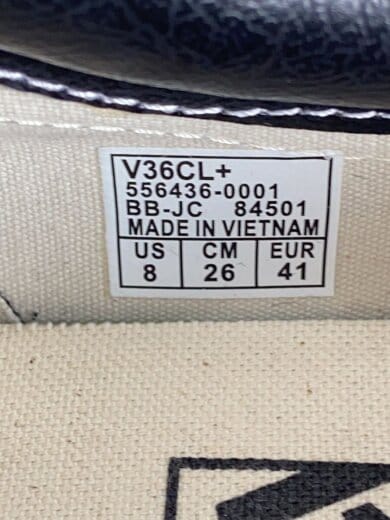 V36CL+
556436-0001
BB-JC 84501
MADE IN VIETNAM
US CM EUR
8 26 41